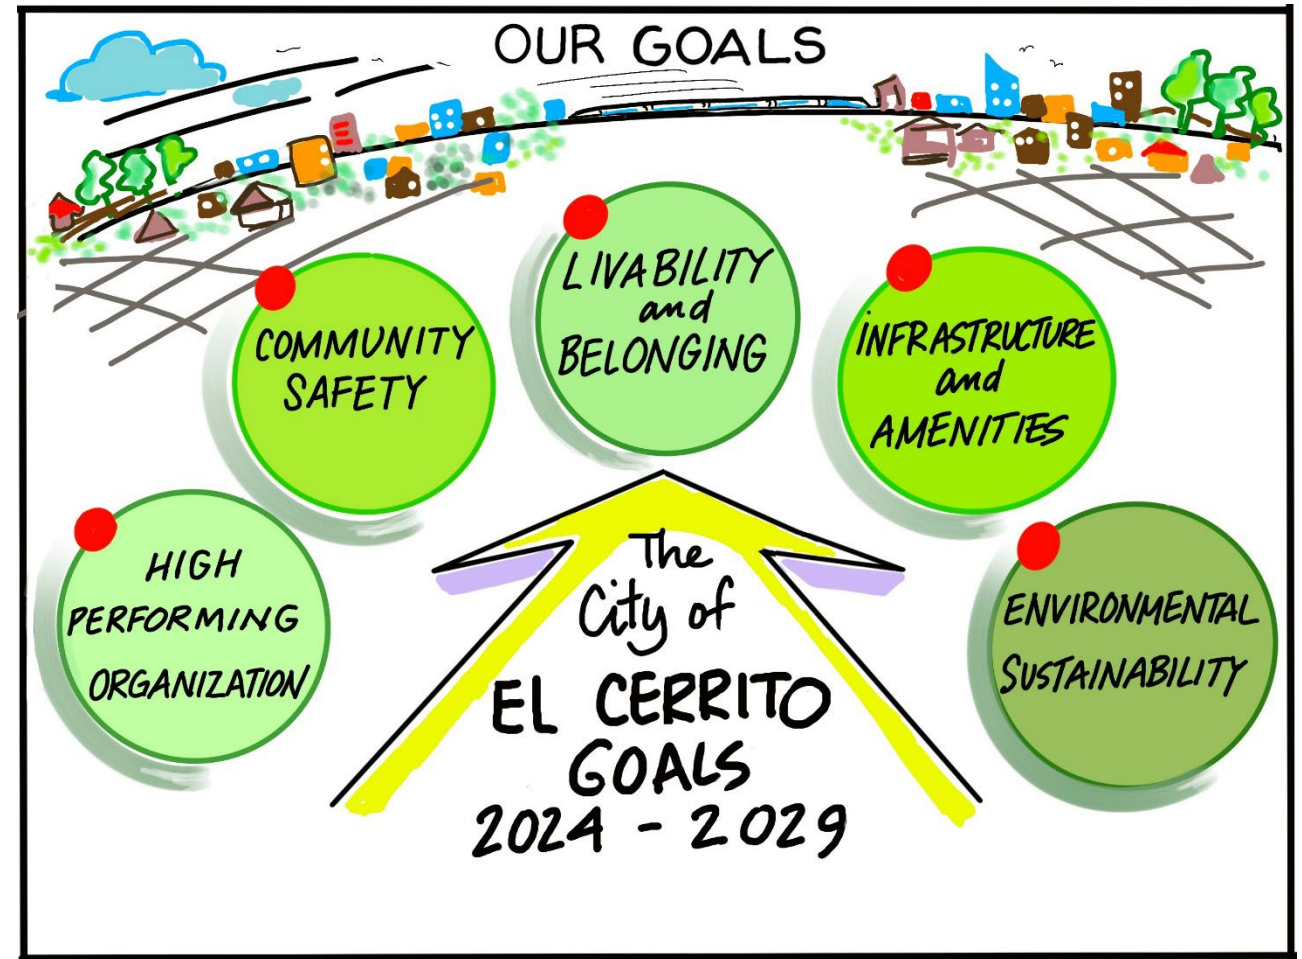 OUR GOALS
LIVABILITY
and
BELONGING
COMMUNITY
SAFETY
INFRASTRUCTURE
and
AMENITIES
HIGH
PERFORMING
ORGANIZATION
ENVIRONMENTAL
SUSTAINABILITY
The
City of
EL CERRITO
GOALS
2024 - 2029